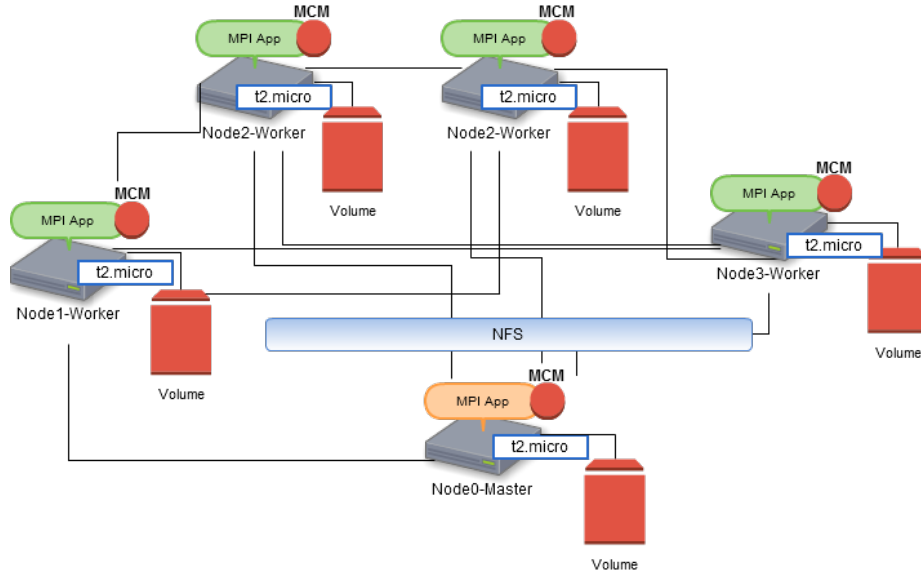 MCM
MPI App
t2.micro
Node2-Worker
Volume
MCM
MPI App
t2.micro
Node2-Worker
Volume
MCM
MPI App
t2.micro
Node1-Worker
Volume
MCM
MPI App
t2.micro
Node3-Worker
Volume
NFS
MCM
MPI App
t2.micro
Node0-Master
Volume